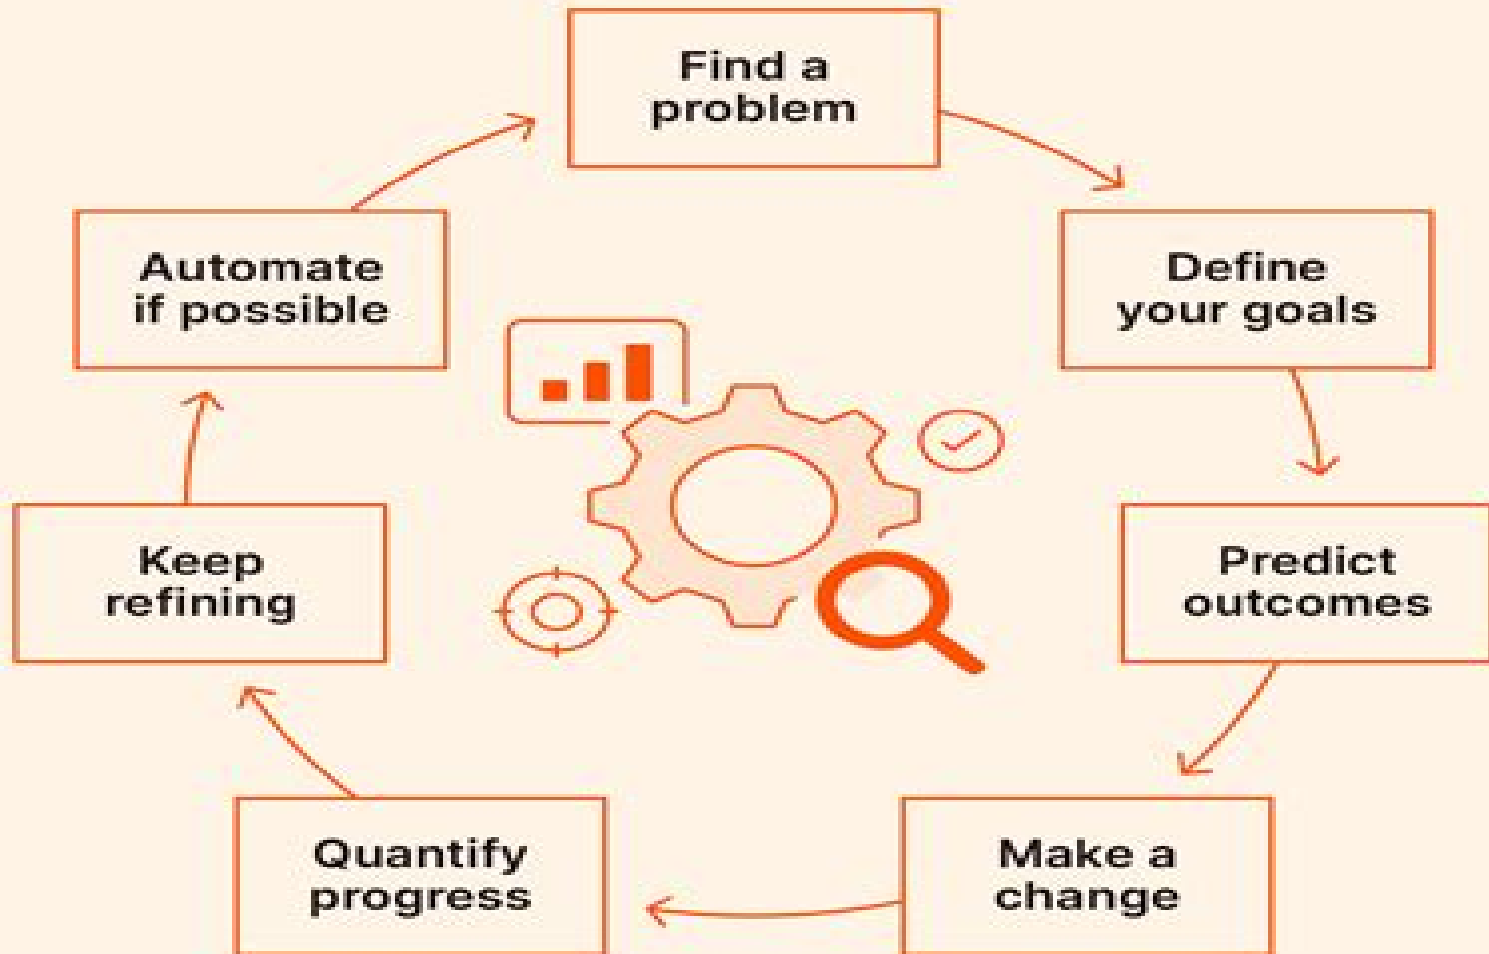 Find a
problem
Define
your goals
Predict
outcomes
Make a
change
Quantify
progress
Keep
refining
Automate
if possible